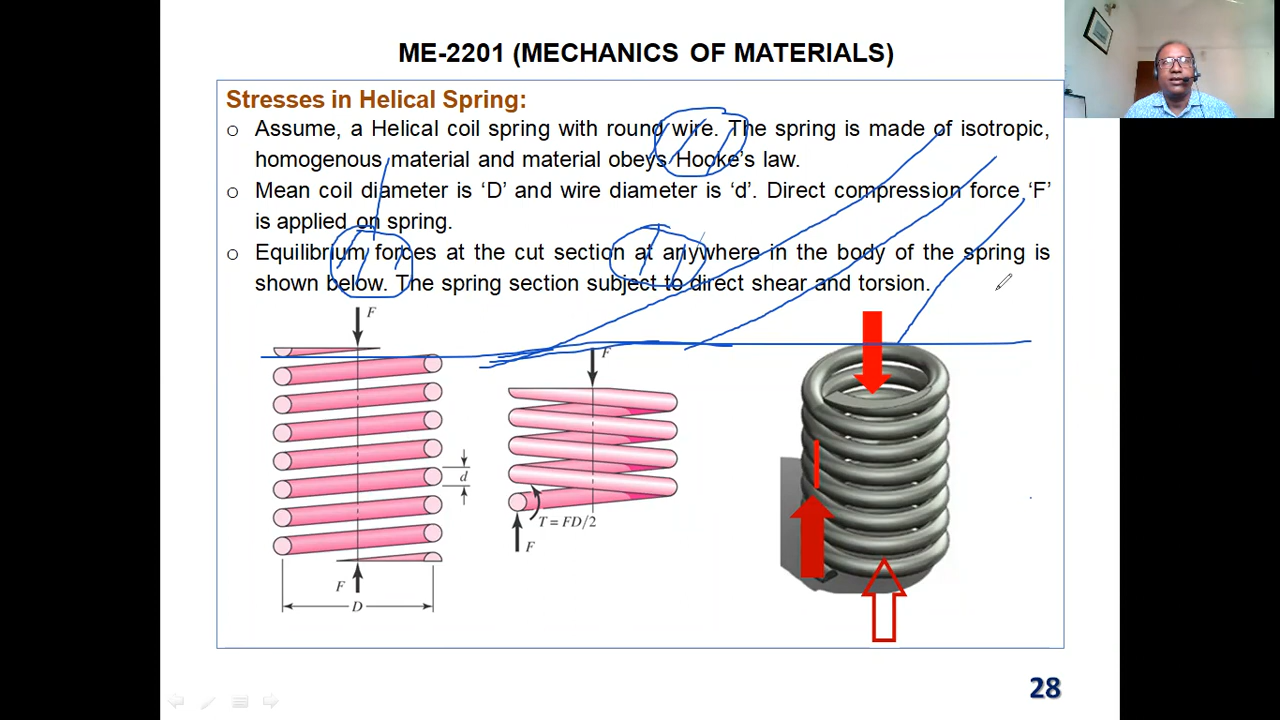 ME-2201 (MECHANICS OF MATERIALS)
Stresses in Helical Spring:
o Assume, a Helical coil spring with round wire. The spring is made of isotropic,
homogenous material and material obeys Hooke's law.
o Mean coil diameter is 'D' and wire diameter is 'd'. Direct compression force 'F'
is applied on spring.
o Equilibrium forces at the cut section at anywhere in the body of the spring is
shown below. The spring section subject to direct shear and torsion.
F
F
d
T = FD/2
F
F
D
28